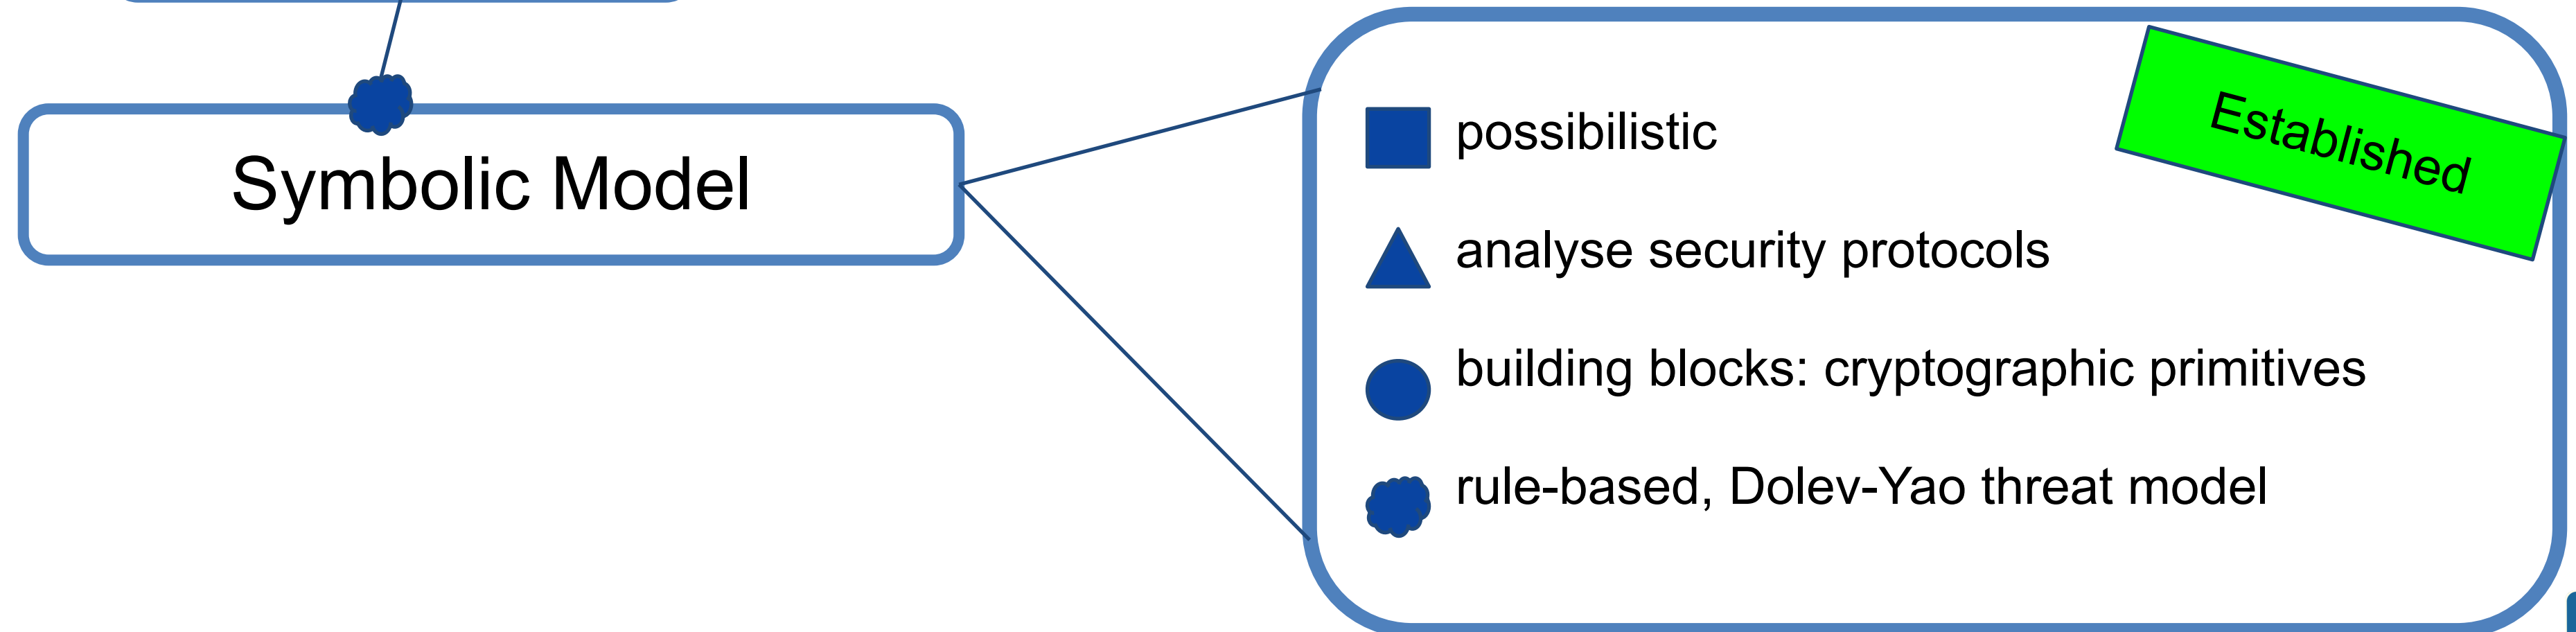 Symbolic Model
possibilistic
analyse security protocols
building blocks: cryptographic primitives
rule-based, Dolev-Yao threat model
Established